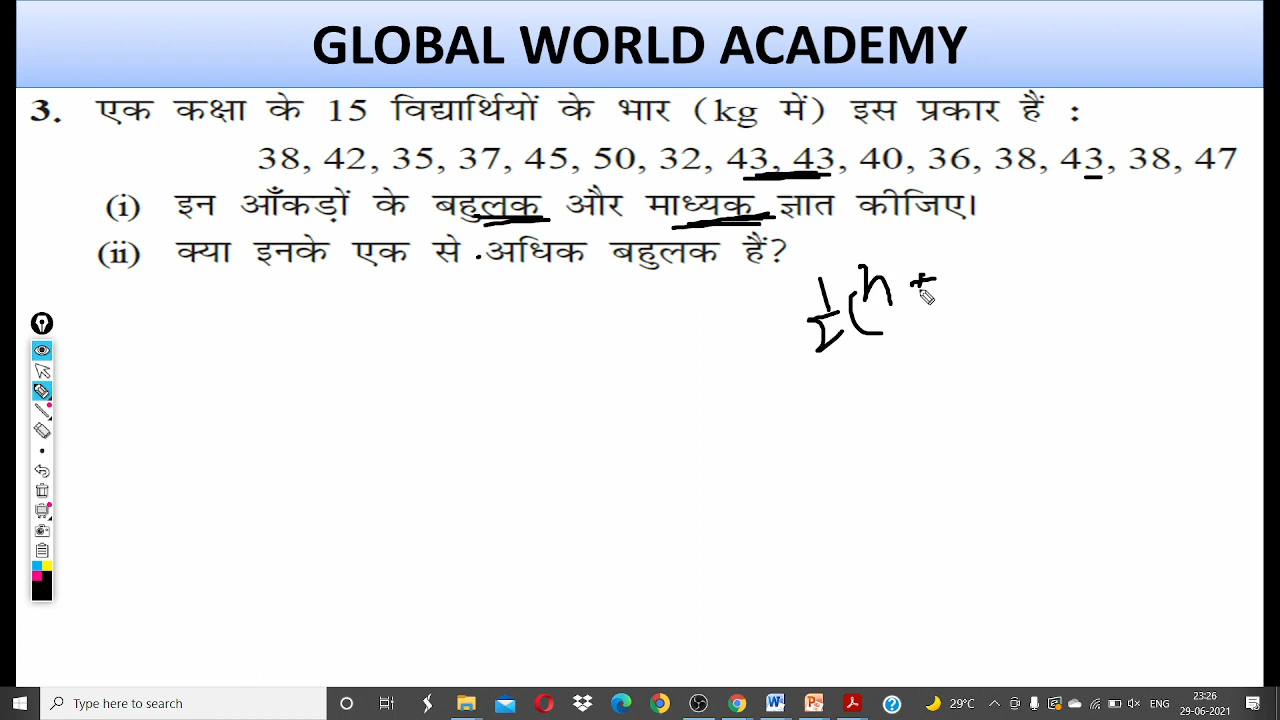 GLOBAL WORLD ACADEMY
3. एक कक्षा के 15 विद्यार्थियों के भार (kg में) इस प्रकार हैं :
38, 42, 35, 37, 45, 50, 32, 43, 43, 40, 36, 38, 43, 38, 47
(i) इन आँकड़ों के बहुलक और माध्यक ज्ञात कीजिए।
(ii) क्या इनके एक से अधिक बहुलक हैं?
1/2 (n +
Type here to search
29°C
ENG
23:26
29-06-2021